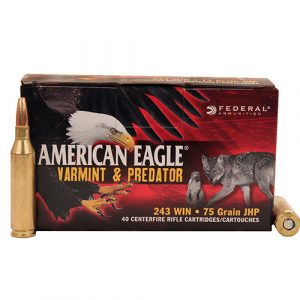 FEDERAL
AMMUNITION
AMERICAN EAGLE®
VARMINT & PREDATOR
243 WIN • 75 Grain JHP
40 CENTERFIRE RIFLE CARTRIDGES/CARTOUCHES